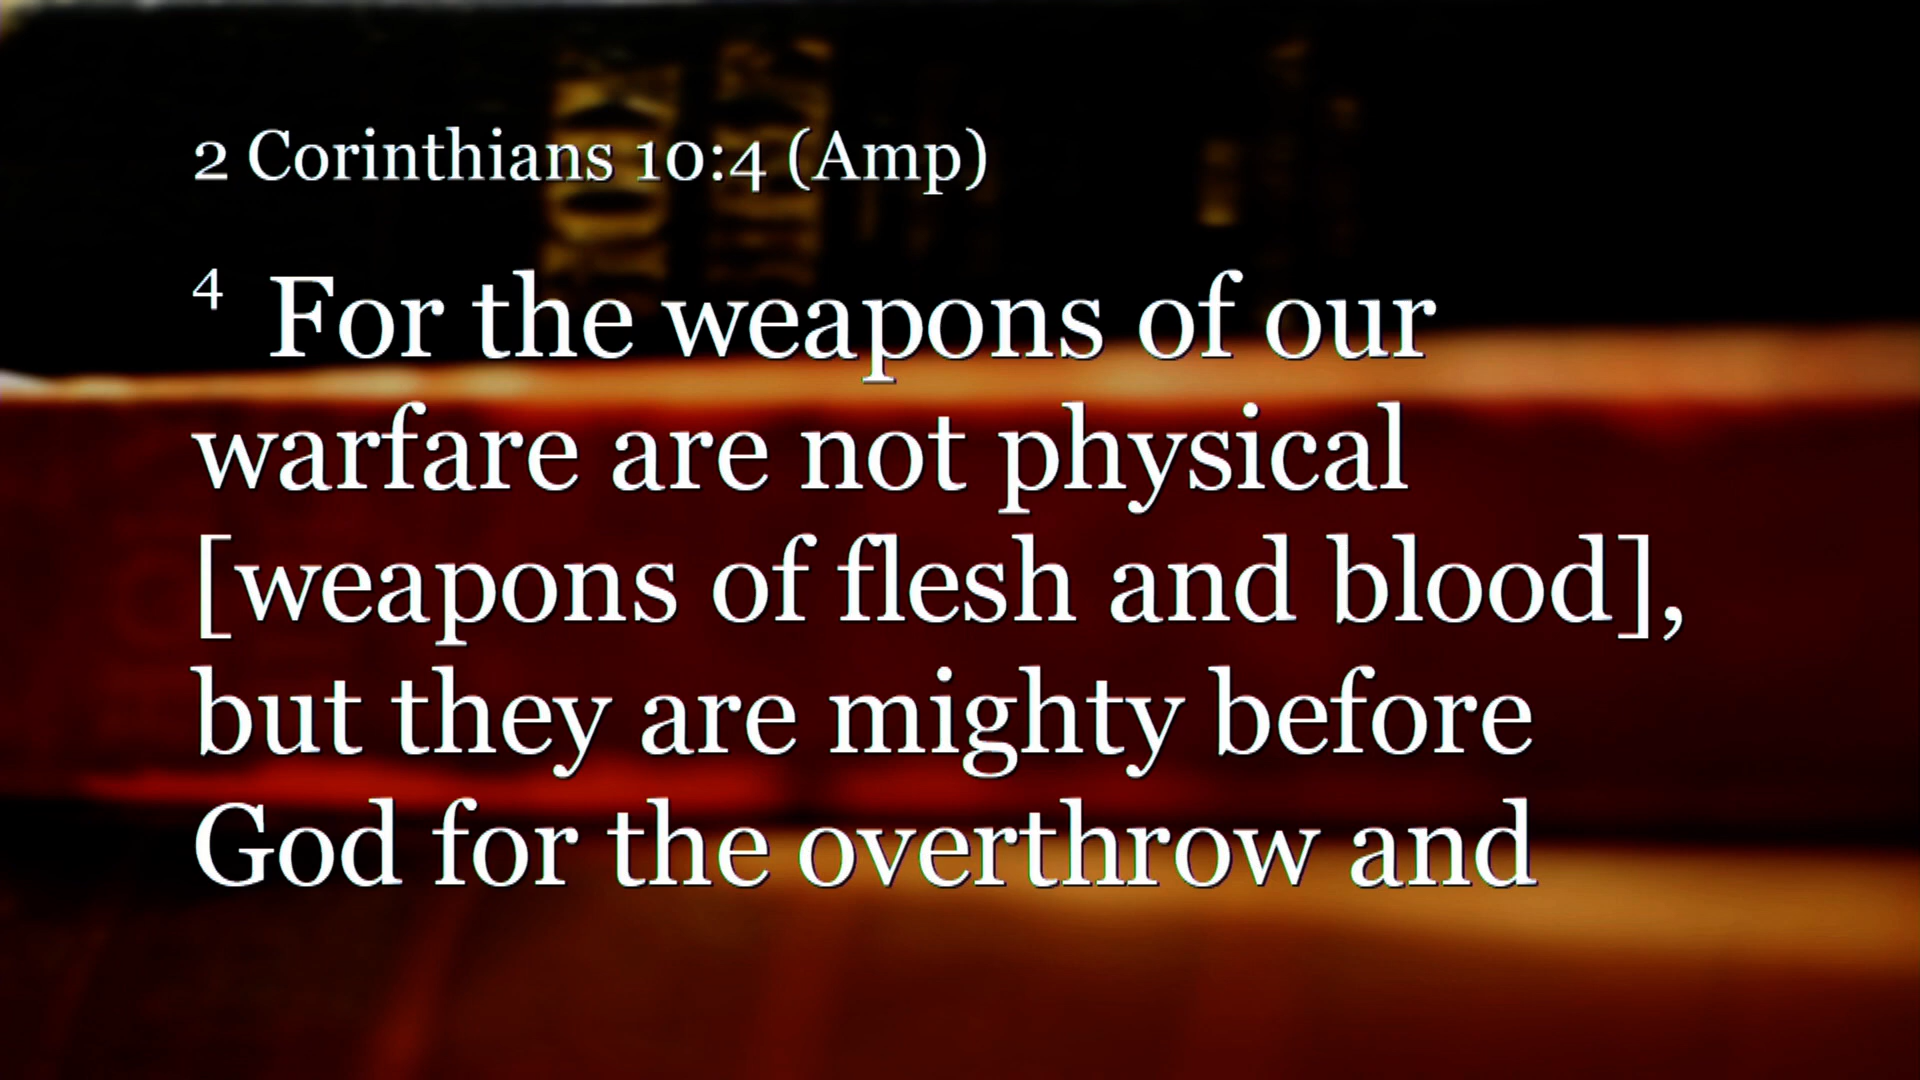 2 Corinthians 10:4 (Amp)
4 For the weapons of our
warfare are not physical
[weapons of flesh and blood],
but they are mighty before
God for the overthrow and